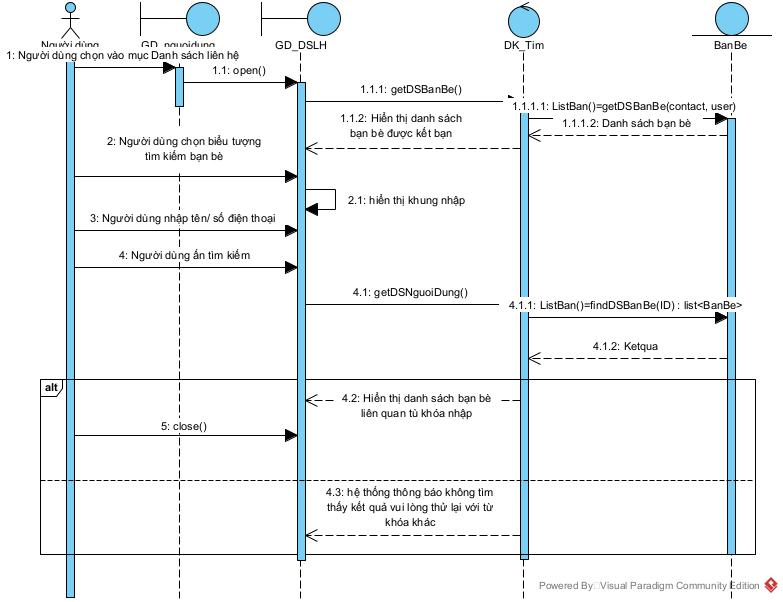 Người dùng
GD_nguoidung
GD_DSLH
DK_Tim
BanBe
1: Người dùng chọn vào mục Danh sách liên hệ
1.1: open()
1.1.1: getDSBanBe()
1.1.1.1: ListBan()=getDSBanBe(contact, user)
1.1.2: Hiển thị danh sách
bạn bè được kết bạn
1.1.1.2: Danh sách bạn bè
2: Người dùng chọn biểu tượng
tìm kiếm bạn bè
2.1: hiển thị khung nhập
3: Người dùng nhập tên/ số điện thoại
4: Người dùng ấn tìm kiếm
4.1: getDSNguoiDung()
4.1.1: ListBan()=findDSBanBe(ID) : list<BanBe>
4.1.2: Ketqua
alt
4.2: Hiển thị danh sách bạn bè
liên quan tù khóa nhập
5: close()
4.3: hệ thống thông báo không tìm
thấy kết quả vui lòng thử lại với từ
khóa khác
Powered By Visual Paradigm Community Edition